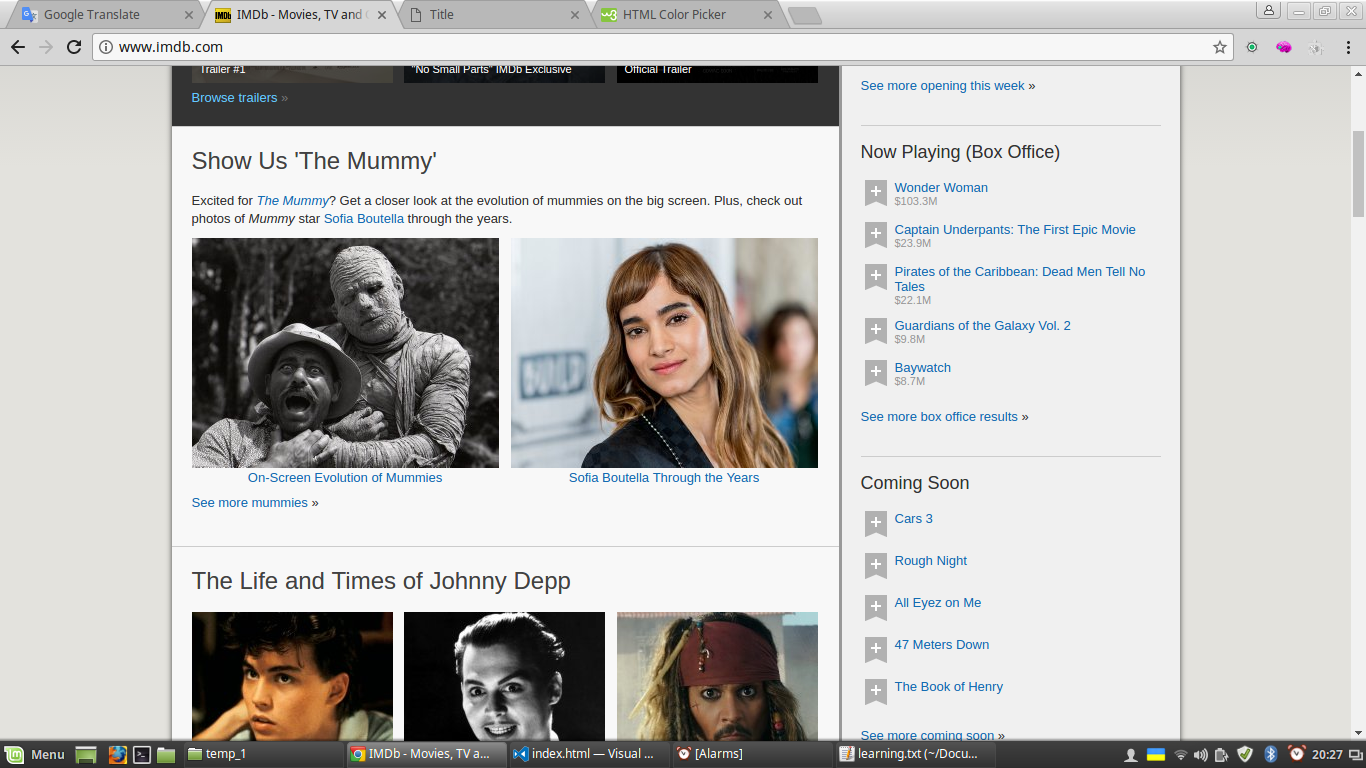 Google Translate
IMDb - Movies, TV and
Title
HTML Color Picker
www.imdb.com
Trailer #1
"No Small Parts" IMDb Exclusive
Official Trailer
Browse trailers »
Show Us 'The Mummy'
Excited for The Mummy? Get a closer look at the evolution of mummies on the big screen. Plus, check out
photos of Mummy star Sofia Boutella through the years.
BUILD
On-Screen Evolution of Mummies
Sofia Boutella Through the Years
See more mummies »
The Life and Times of Johnny Depp
See more opening this week »
Now Playing (Box Office)
Wonder Woman
$103.3M
Captain Underpants: The First Epic Movie
$23.9M
Pirates of the Caribbean: Dead Men Tell No
Tales
$22.1M
Guardians of the Galaxy Vol. 2
$9.8M
Baywatch
$8.7M
See more box office results »
Coming Soon
Cars 3
Rough Night
All Eyez on Me
47 Meters Down
The Book of Henry
See more coming soon »
Menu
temp_1
IMDb - Movies, TV a...
index.html — Visual ...
[Alarms]
learning.txt (~/Docu...
20:27